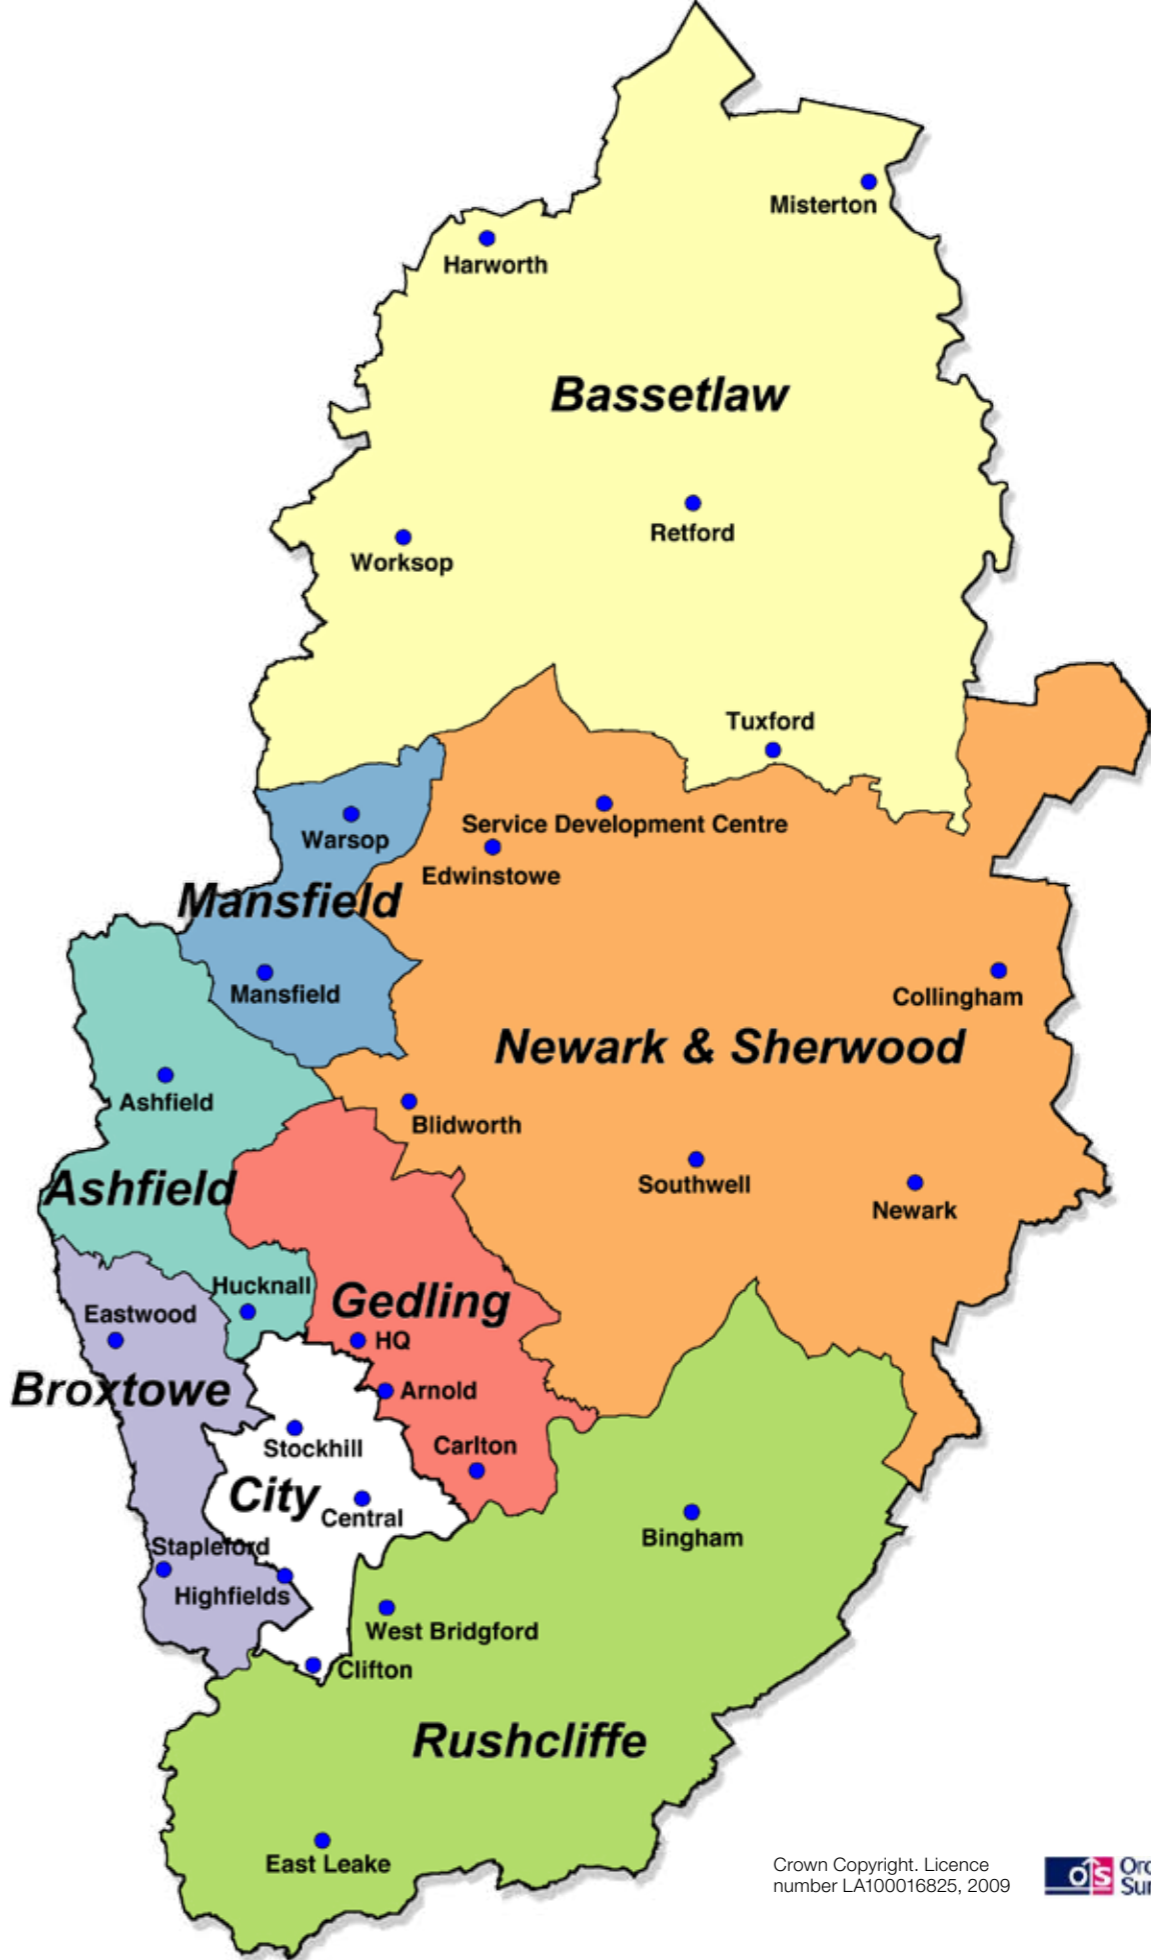 Misterton
Harworth
Bassetlaw
Retford
Worksop
Tuxford
Service Development Centre
Warsop
Edwinstowe
Mansfield
Mansfield
Collingham
Newark & Sherwood
Ashfield
Blidworth
Southwell
Ashfield
Newark
Hucknall
Eastwood
Gedling
HQ
Broxtowe
Arnold
Stockhill
Carlton
City
Central
Bingham
Stapleford
Highfields
West Bridgford
Clifton
Rushcliffe
East Leake
Crown Copyright. Licence
number LA100016825, 2009
OS